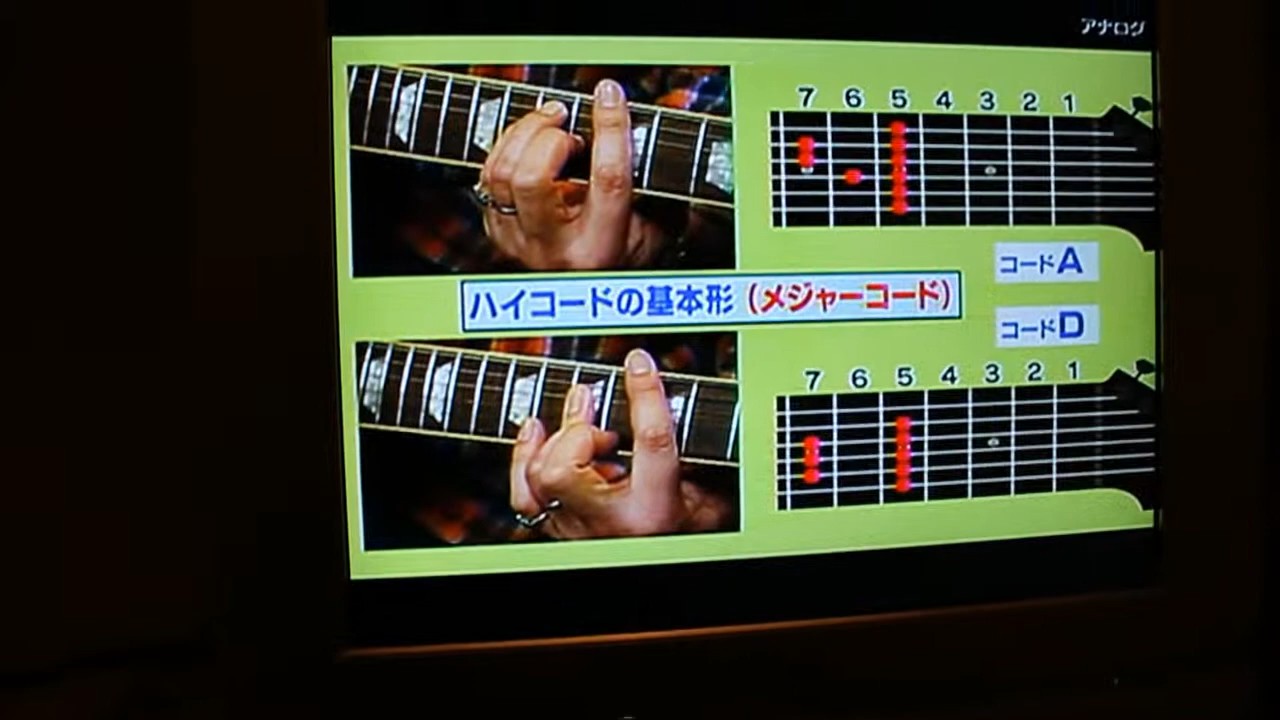 アナログ
7 6 5 4 3 2 1
コードA
ハイコードの基本形 (メジャーコード)
コードD
7 6 5 4 3 2 1